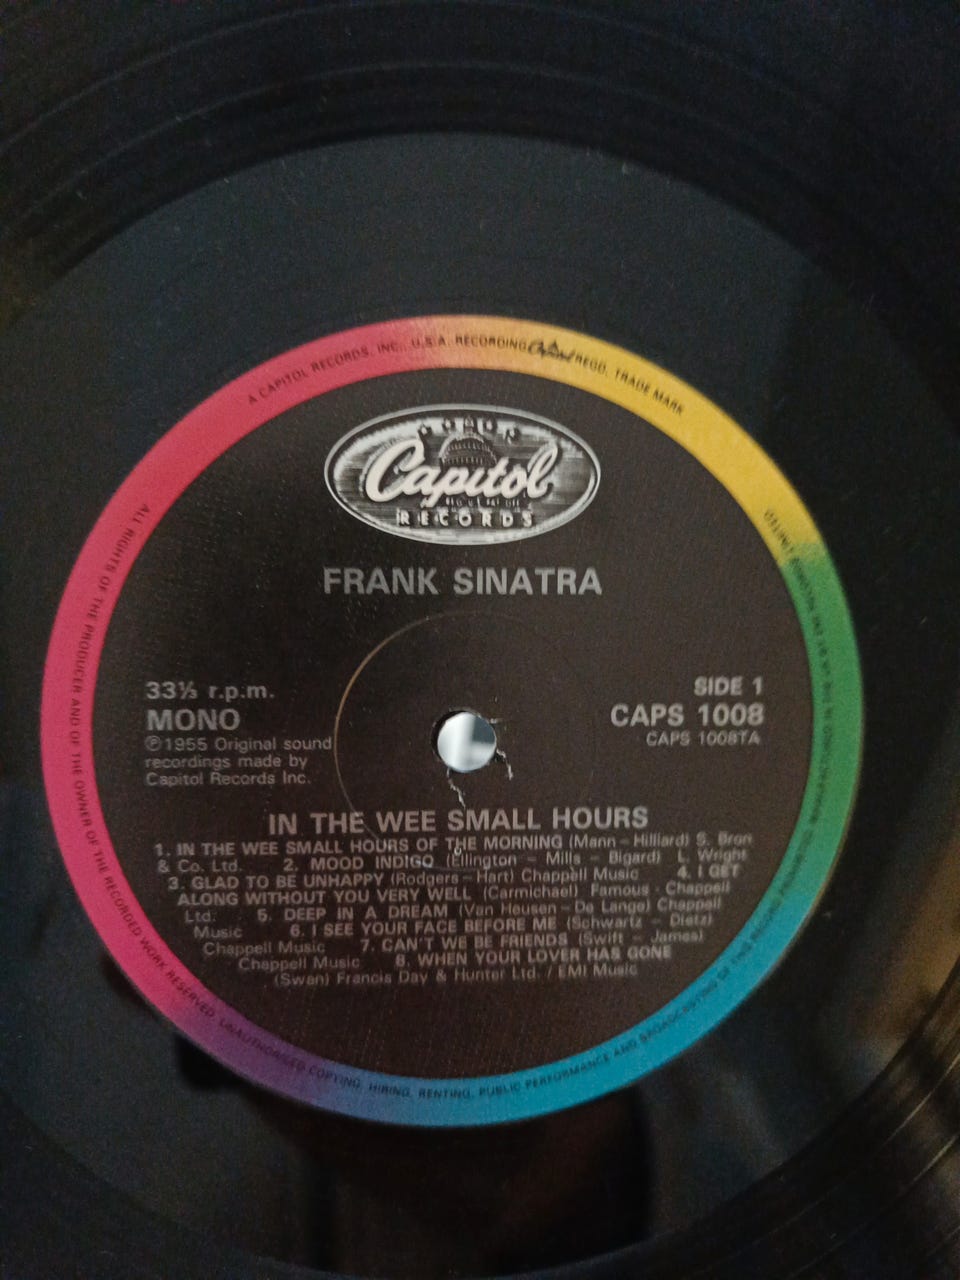 A CAPITOL RECORDS, INC., U.S.A. RECORDING Capitol REGD. TRADE MARK
Capitol
RECORDS
FRANK SINATRA
33⅓ r.p.m.
MONO
℗1955 Original sound
recordings made by
Capitol Records Inc.
SIDE 1
CAPS 1008
CAPS 1008TA
IN THE WEE SMALL HOURS
1. IN THE WEE SMALL HOURS OF THE MORNING (Mann – Hilliard) S. Bron
& Co. Ltd. 2. MOOD INDIGO (Ellington – Mills – Bigard) L. Wright
3. GLAD TO BE UNHAPPY (Rodgers – Hart) Chappell Music 4. I GET
ALONG WITHOUT YOU VERY WELL (Carmichael) Famous - Chappell
Ltd. 5. DEEP IN A DREAM (Van Heusen – De Lange) Chappell
Music 6. I SEE YOUR FACE BEFORE ME (Schwartz – Dietz)
Chappell Music 7. CAN'T WE BE FRIENDS (Swift – James)
Chappell Music 8. WHEN YOUR LOVER HAS GONE
(Swan) Francis Day & Hunter Ltd. / EMI Music
ALL RIGHTS OF THE PRODUCER AND OF THE OWNER OF THE RECORDED WORK RESERVED. UNAUTHORISED COPYING, HIRING, RENTING, PUBLIC PERFORMANCE AND BROADCASTING OF THIS RECORD